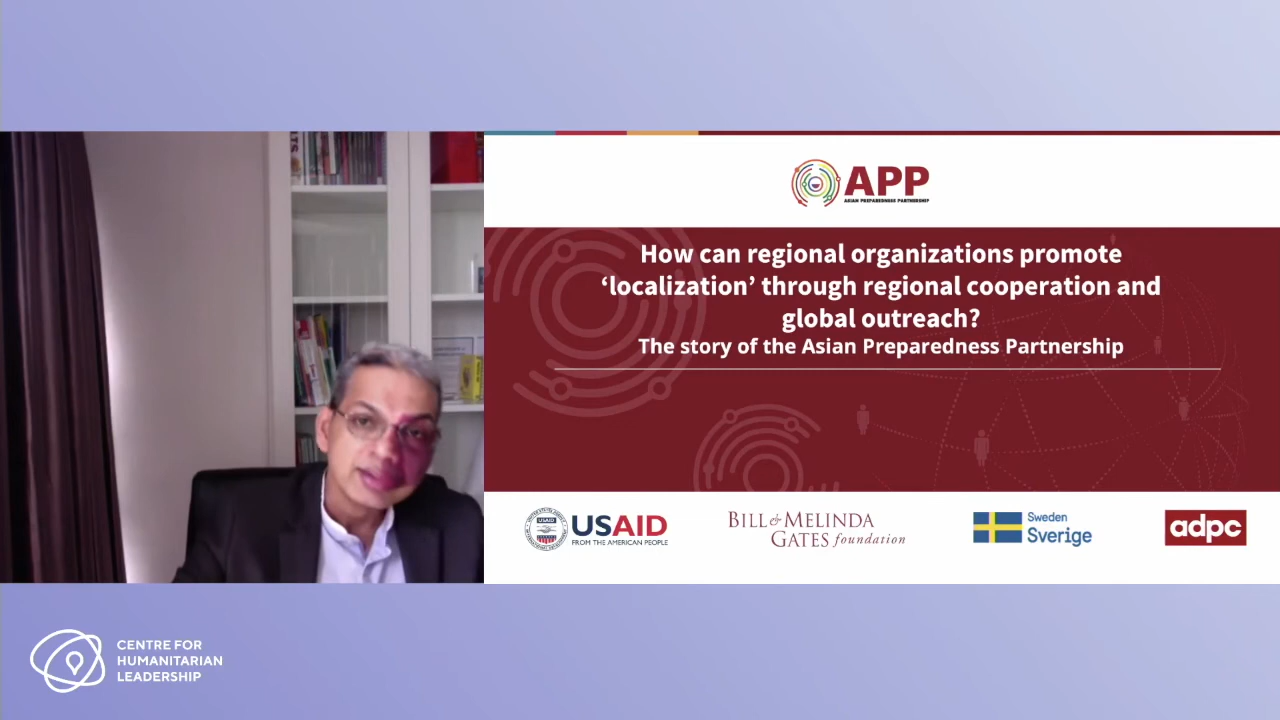 APP
ASIAN PREPAREDNESS PARTNERSHIP
How can regional organizations promote
‘localization’ through regional cooperation and
global outreach?
The story of the Asian Preparedness Partnership
USAID
USAID
FROM THE AMERICAN PEOPLE
BILL & MELINDA
GATES foundation
Sweden
Sverige
adpc
CENTRE FOR
HUMANITARIAN
LEADERSHIP